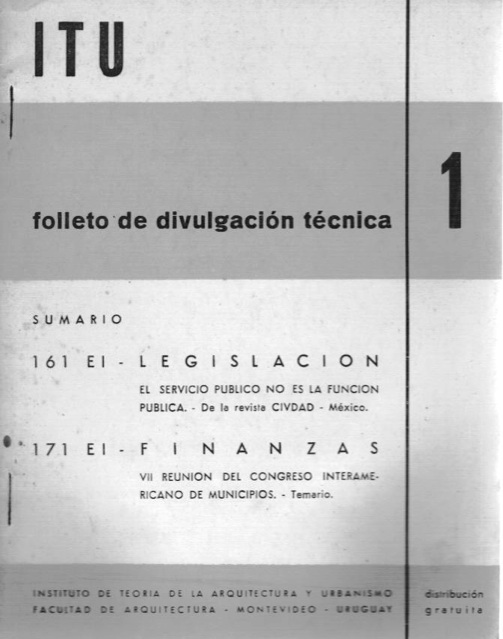 ITU
1
folleto de divulgación técnica
SUMARIO
161 EI - LEGISLACION
EL SERVICIO PUBLICO NO ES LA FUNCION
PUBLICA. - De la revista CIVDAD - México.
171 EI - FINANZAS
VII REUNION DEL CONGRESO INTERAME-
RICANO DE MUNICIPIOS. - Temario.
INSTITUTO DE TEORIA DE LA ARQUITECTURA Y URBANISMO
FACULTAD DE ARQUITECTURA - MONTEVIDEO - URUGUAY
distribución
gratuita